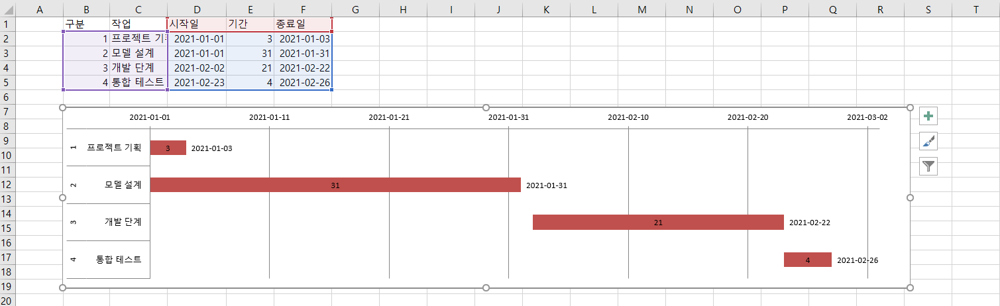 A B C D E F G H I J K L M N O P Q R S T
1 구분 작업 시작일 기간 종료일
2 1 프로젝트 기획 2021-01-01 3 2021-01-03
3 2 모델 설계 2021-01-01 31 2021-01-31
4 3 개발 단계 2021-02-02 21 2021-02-22
5 4 통합 테스트 2021-02-23 4 2021-02-26
6
7
8
9
10
11
12
13
14
15
16
17
18
19
20
2021-01-01 2021-01-11 2021-01-21 2021-01-31 2021-02-10 2021-02-20 2021-03-02
1 프로젝트 기획 3 2021-01-03
2 모델 설계 31 2021-01-31
3 개발 단계 21 2021-02-22
4 통합 테스트 4 2021-02-26